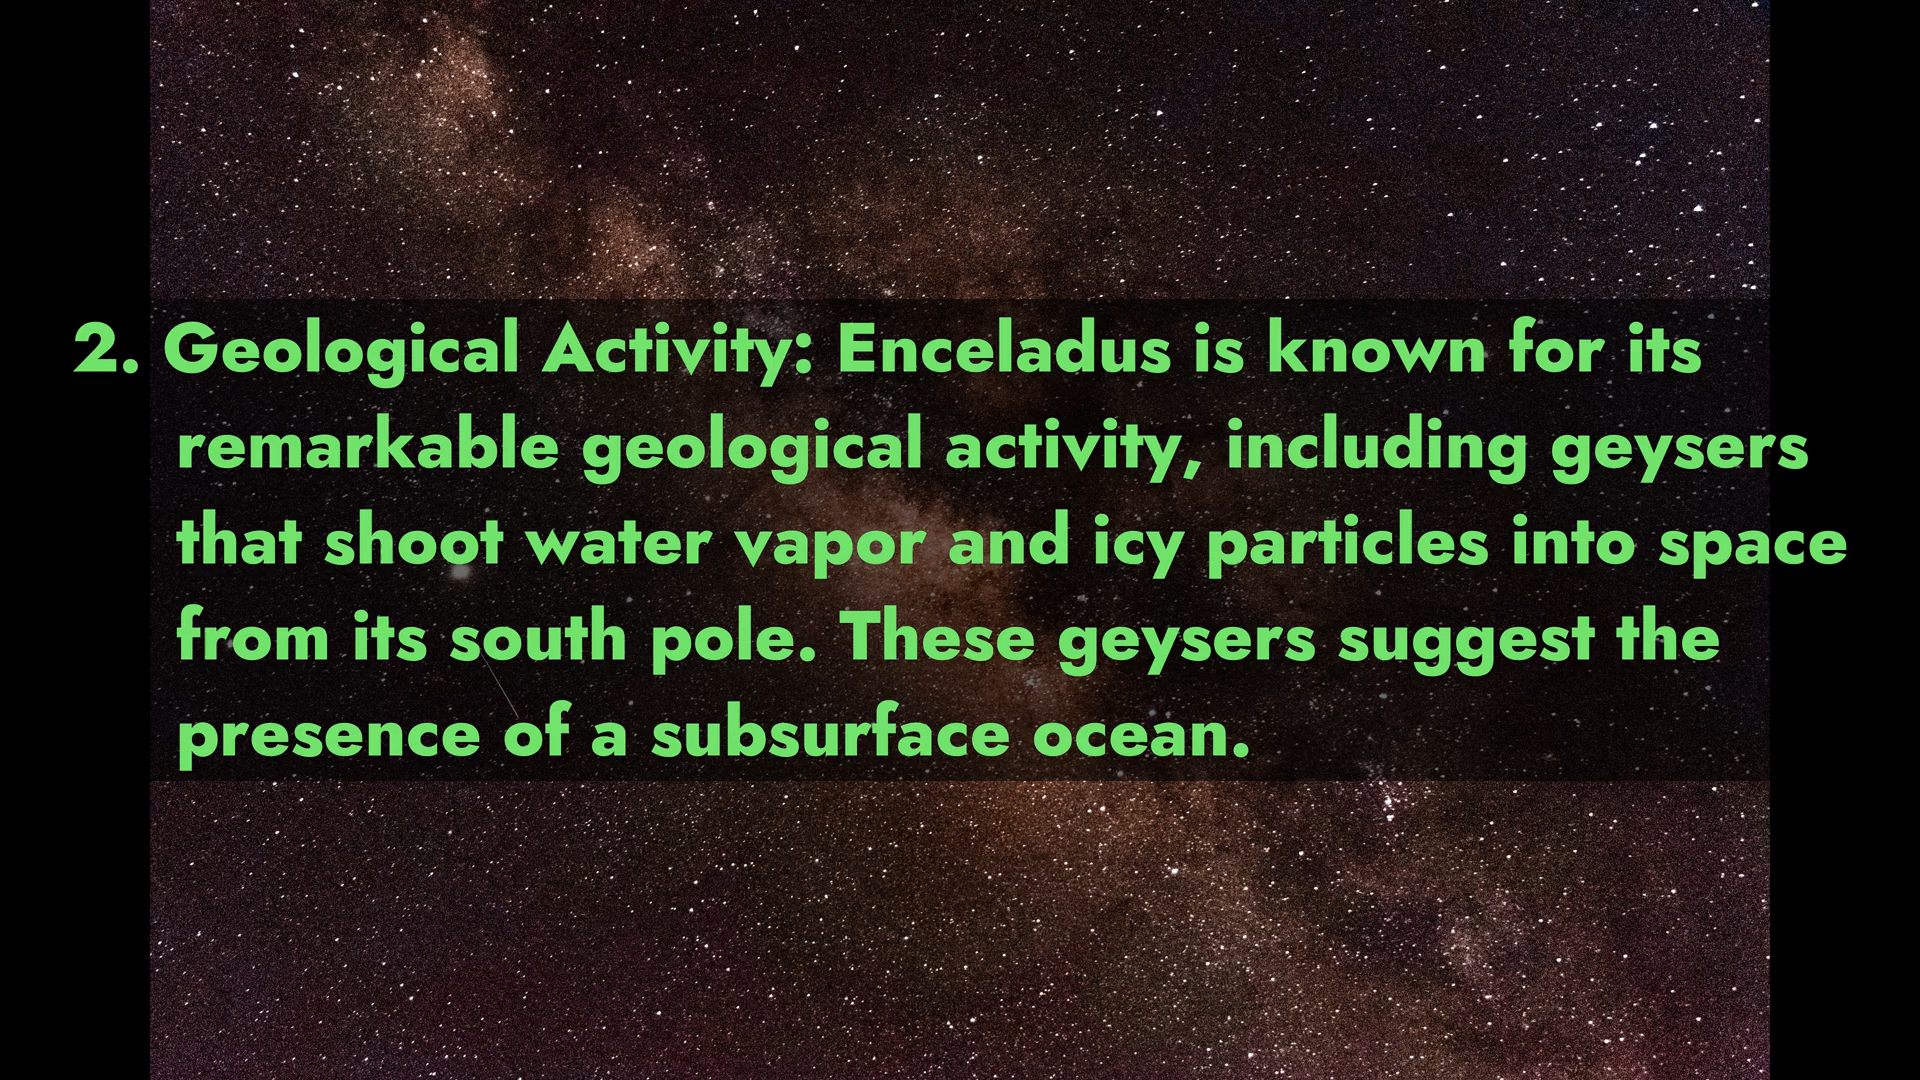 2. Geological Activity: Enceladus is known for its
remarkable geological activity, including geysers
that shoot water vapor and icy particles into space
from its south pole. These geysers suggest the
presence of a subsurface ocean.